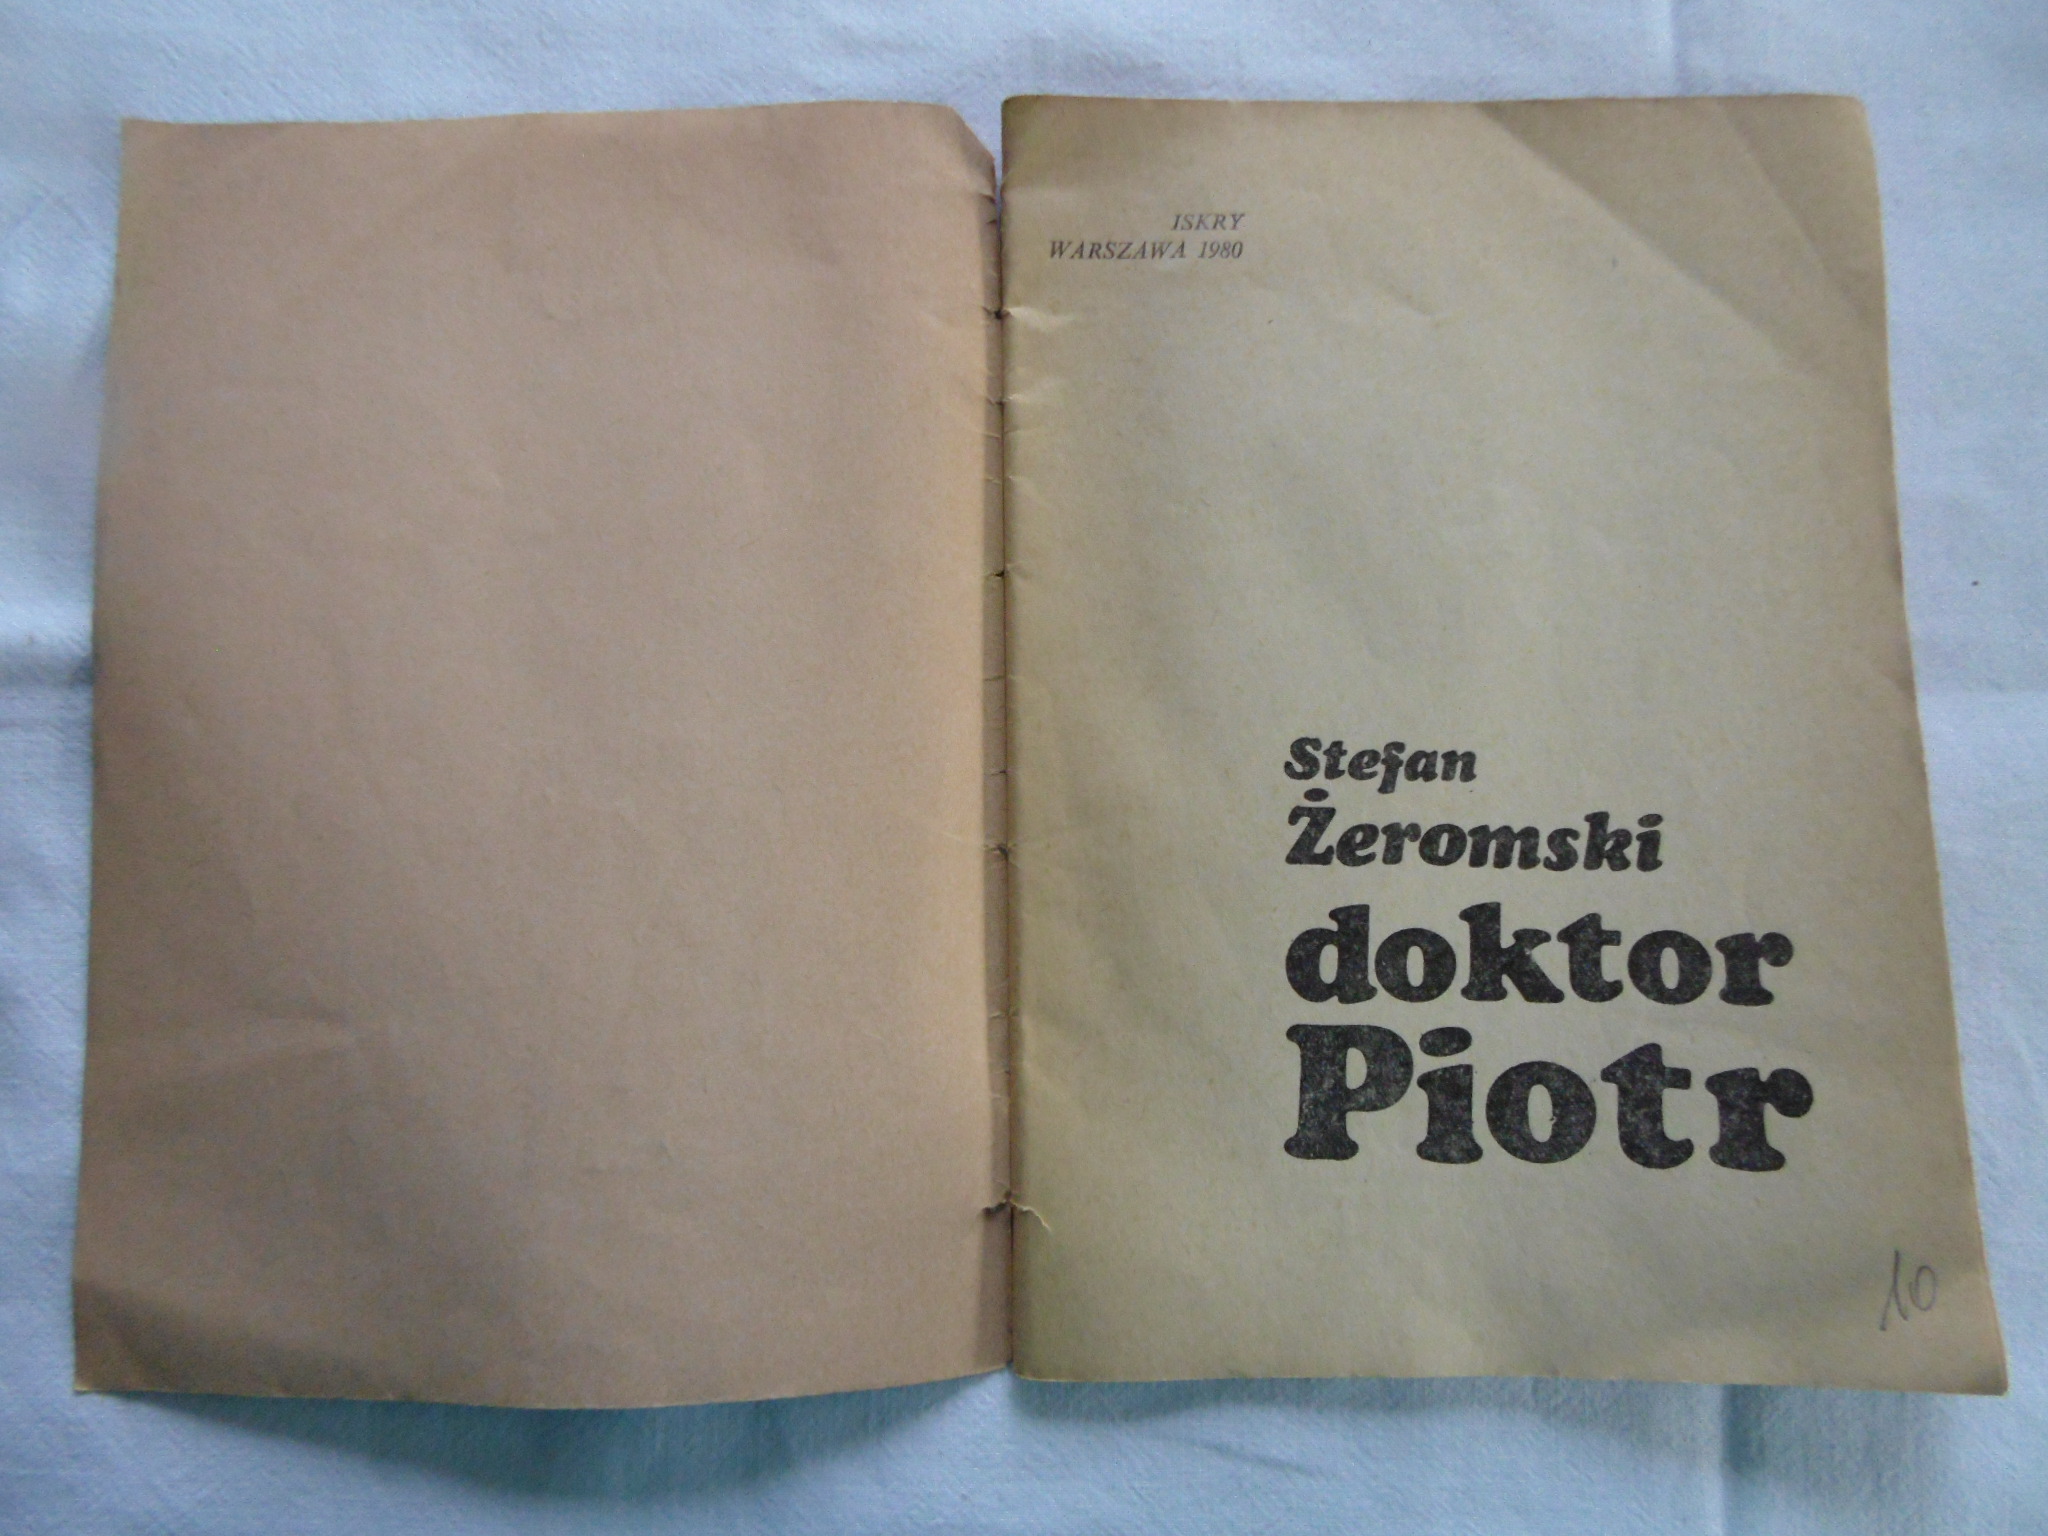 ISKRY
WARSZAWA 1980
Stefan
Żeromski
doktor
Piotr
10